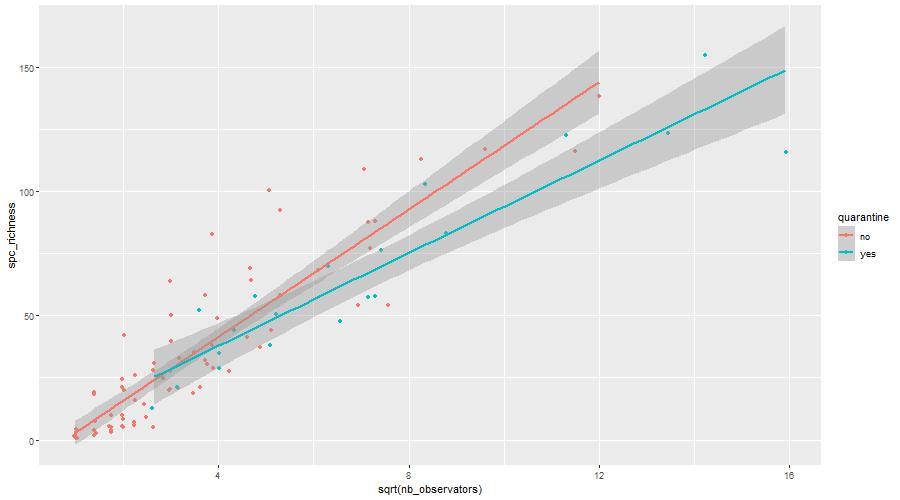 150
100
50
0
spc_richness
4
8
12
16
sqrt(nb_observators)
quarantine
no
yes